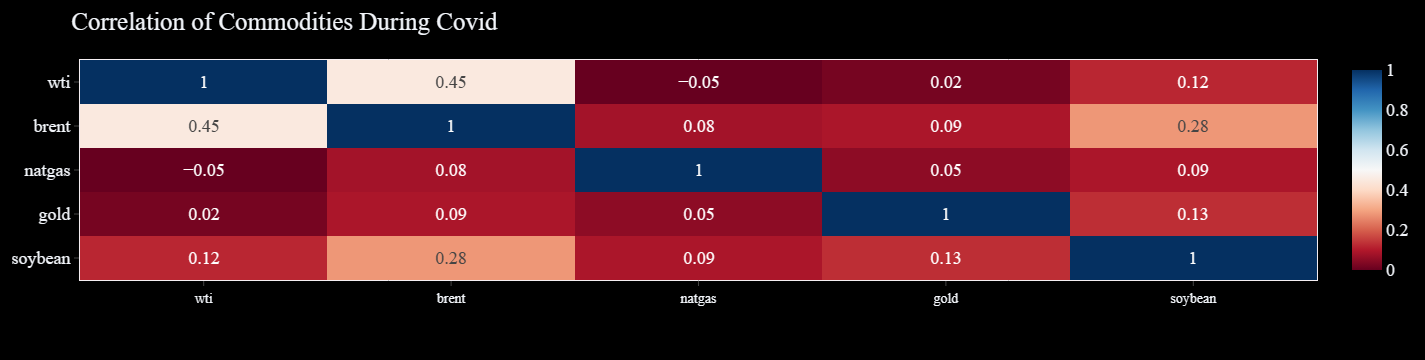 Correlation of Commodities During Covid
wti 1 0.45 −0.05 0.02 0.12
brent 0.45 1 0.08 0.09 0.28
natgas −0.05 0.08 1 0.05 0.09
gold 0.02 0.09 0.05 1 0.13
soybean 0.12 0.28 0.09 0.13 1
wti brent natgas gold soybean
1
0.8
0.6
0.4
0.2
0